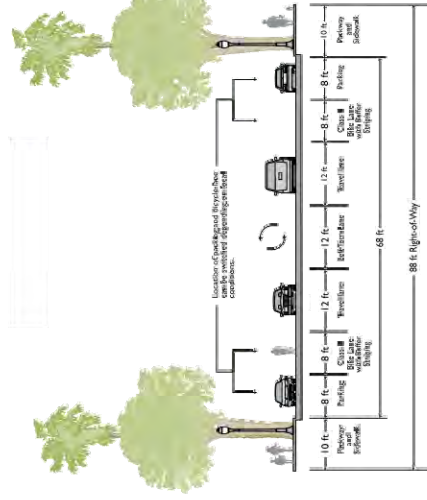 Location of parking and Bicycle lane
can be switched depending on local
conditions.
10 ft
8 ft
8 ft
12 ft
12 ft
12 ft
8 ft
8 ft
10 ft
Parkway
and
Sidewalk
Parking
Class II
Bike Lane
with Buffer
Striping
Travel lane
Left-Turn Lane
Travel lane
Class II
Bike Lane
with Buffer
Striping
Parking
Parkway
and
Sidewalk
68 ft
88 ft Right-of-Way